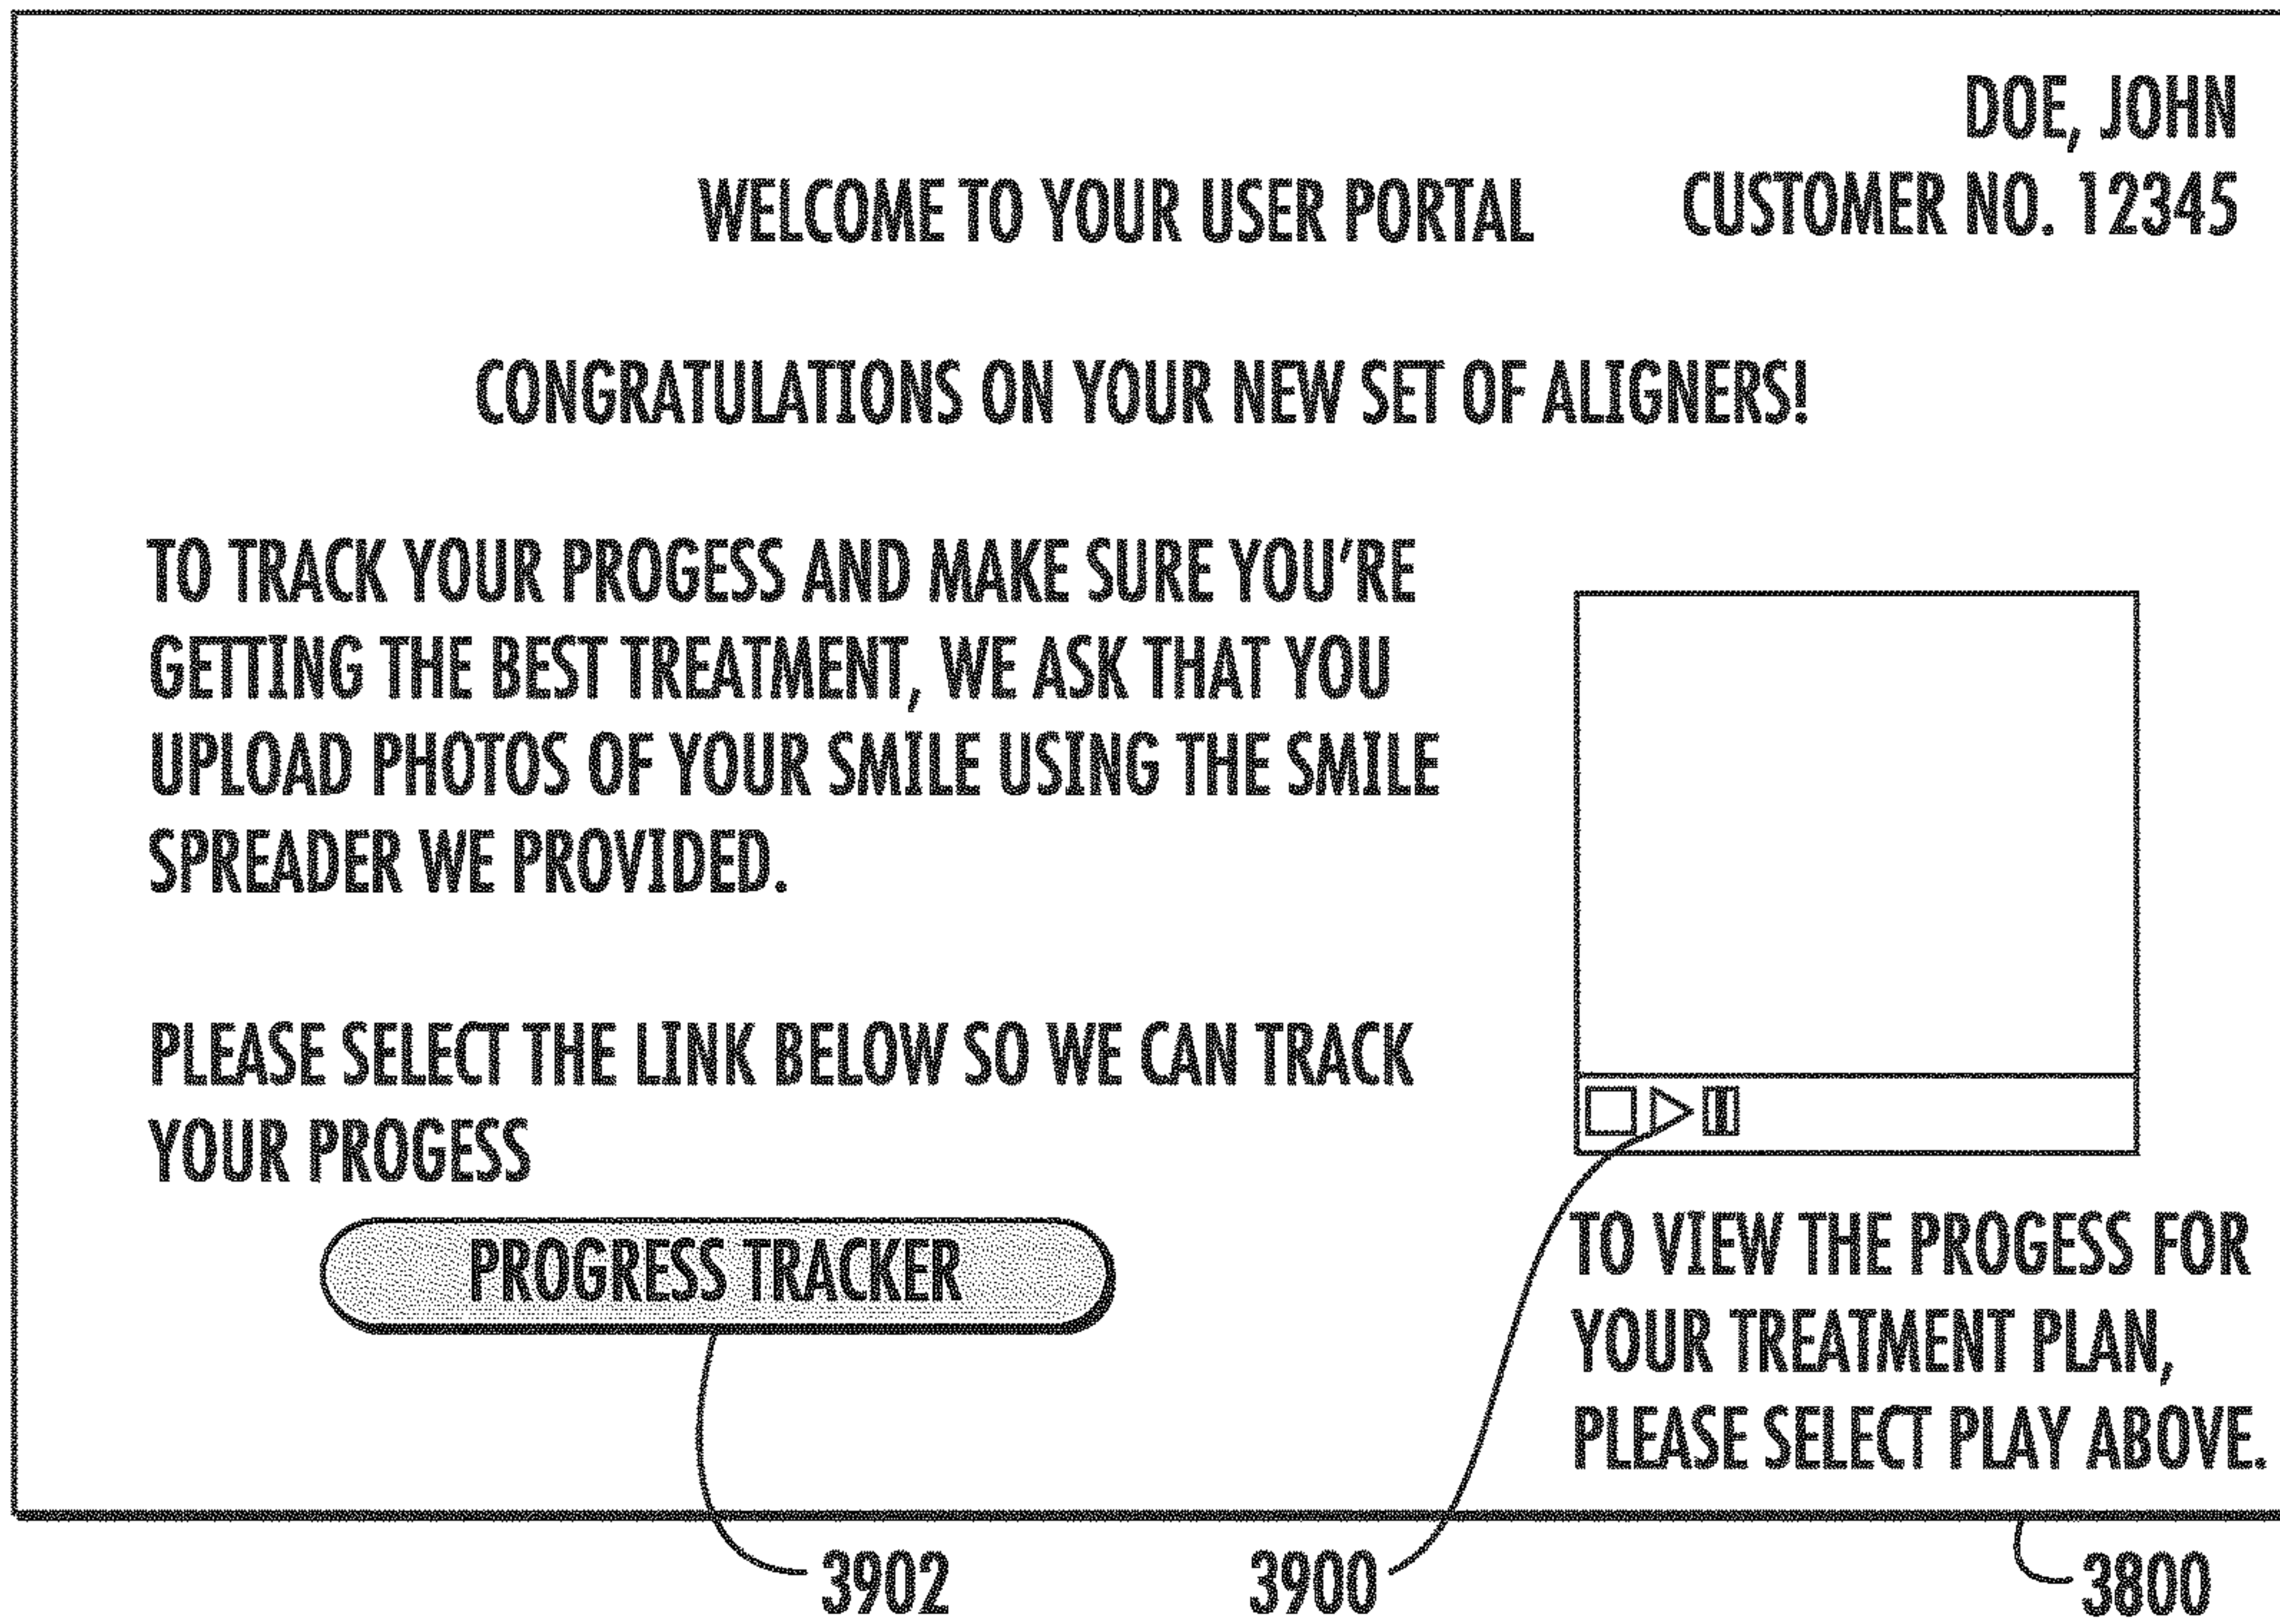 DOE, JOHN
WELCOME TO YOUR USER PORTAL
CUSTOMER NO. 12345
CONGRATULATIONS ON YOUR NEW SET OF ALIGNERS!
TO TRACK YOUR PROGESS AND MAKE SURE YOU'RE
GETTING THE BEST TREATMENT, WE ASK THAT YOU
UPLOAD PHOTOS OF YOUR SMILE USING THE SMILE
SPREADER WE PROVIDED.
PLEASE SELECT THE LINK BELOW SO WE CAN TRACK
YOUR PROGESS
PROGRESS TRACKER
TO VIEW THE PROGESS FOR
YOUR TREATMENT PLAN,
PLEASE SELECT PLAY ABOVE.
3902
3900
3800